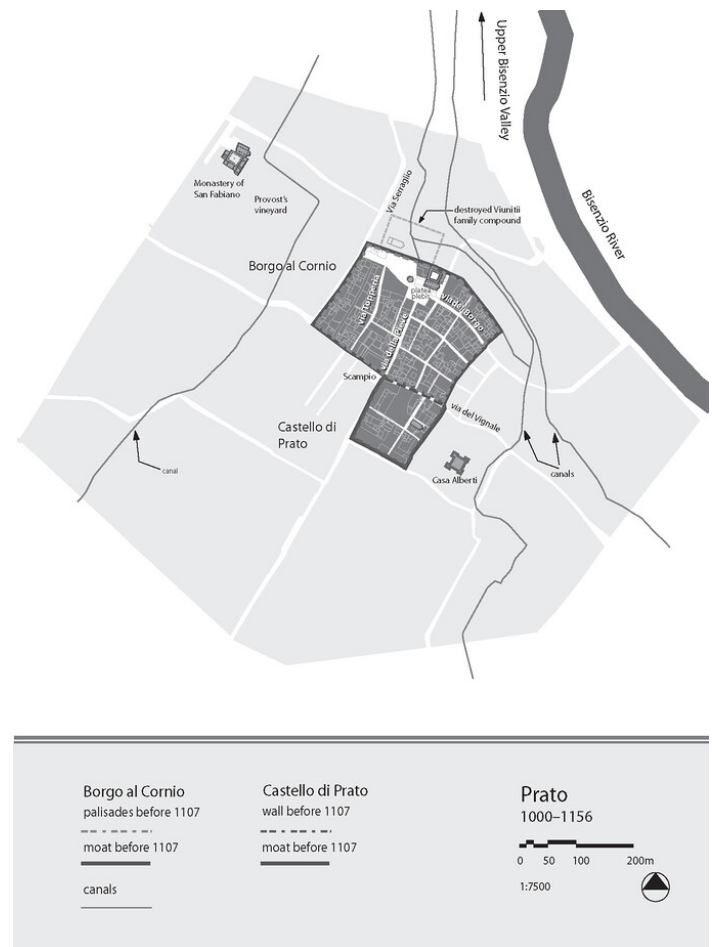 Upper Bisenzio Valley
Bisenzio River
Monastery of
San Fabiano
Provost's
vineyard
Via Serraglio
destroyed Viunitii
family compound
Borgo al Cornio
platea
plebis
via del Borgo
via della Pieve
Scampio
Castello di
Prato
via del Vignale
Casa Alberti
canal
canals
Borgo al Cornio
palisades before 1107
moat before 1107
canals
Castello di Prato
wall before 1107
moat before 1107
Prato
1000–1156
0 50 100 200m
1:7500